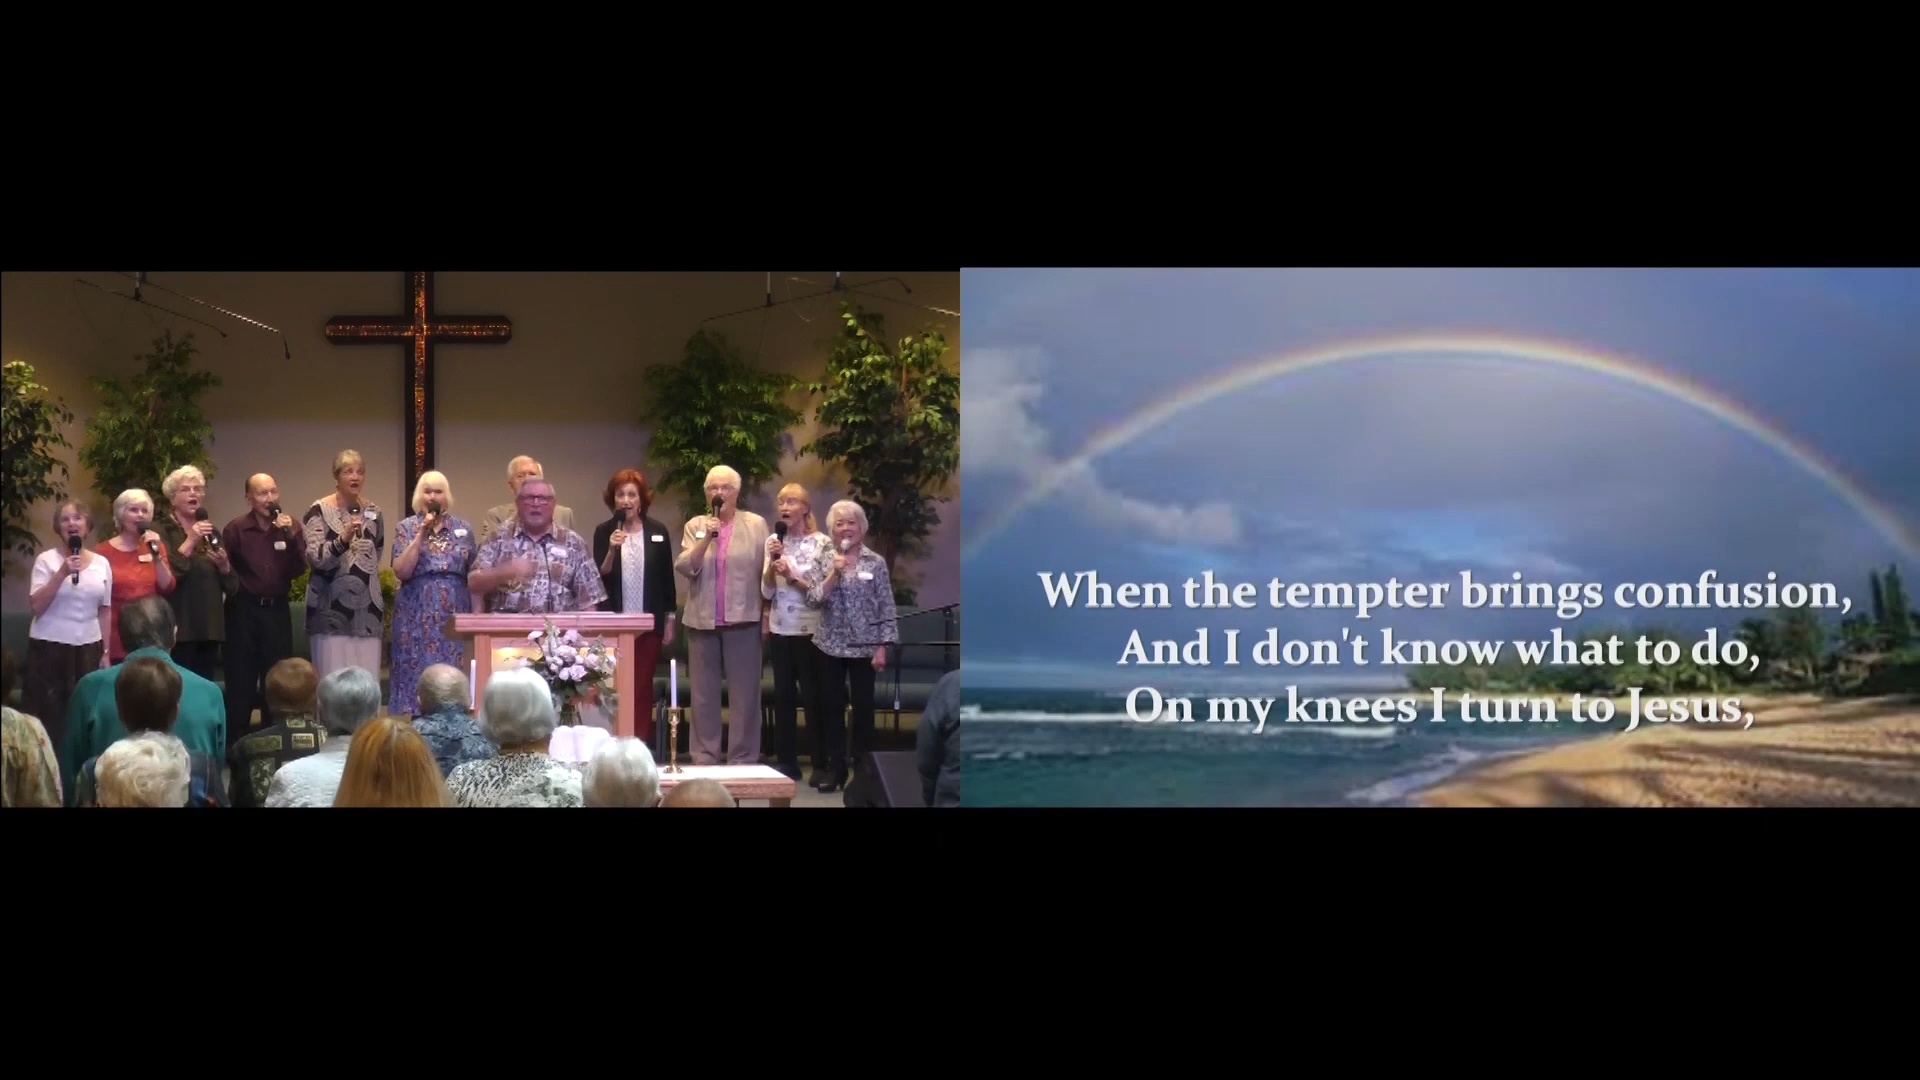 When the tempter brings confusion,
And I don't know what to do,
On my knees I turn to Jesus,